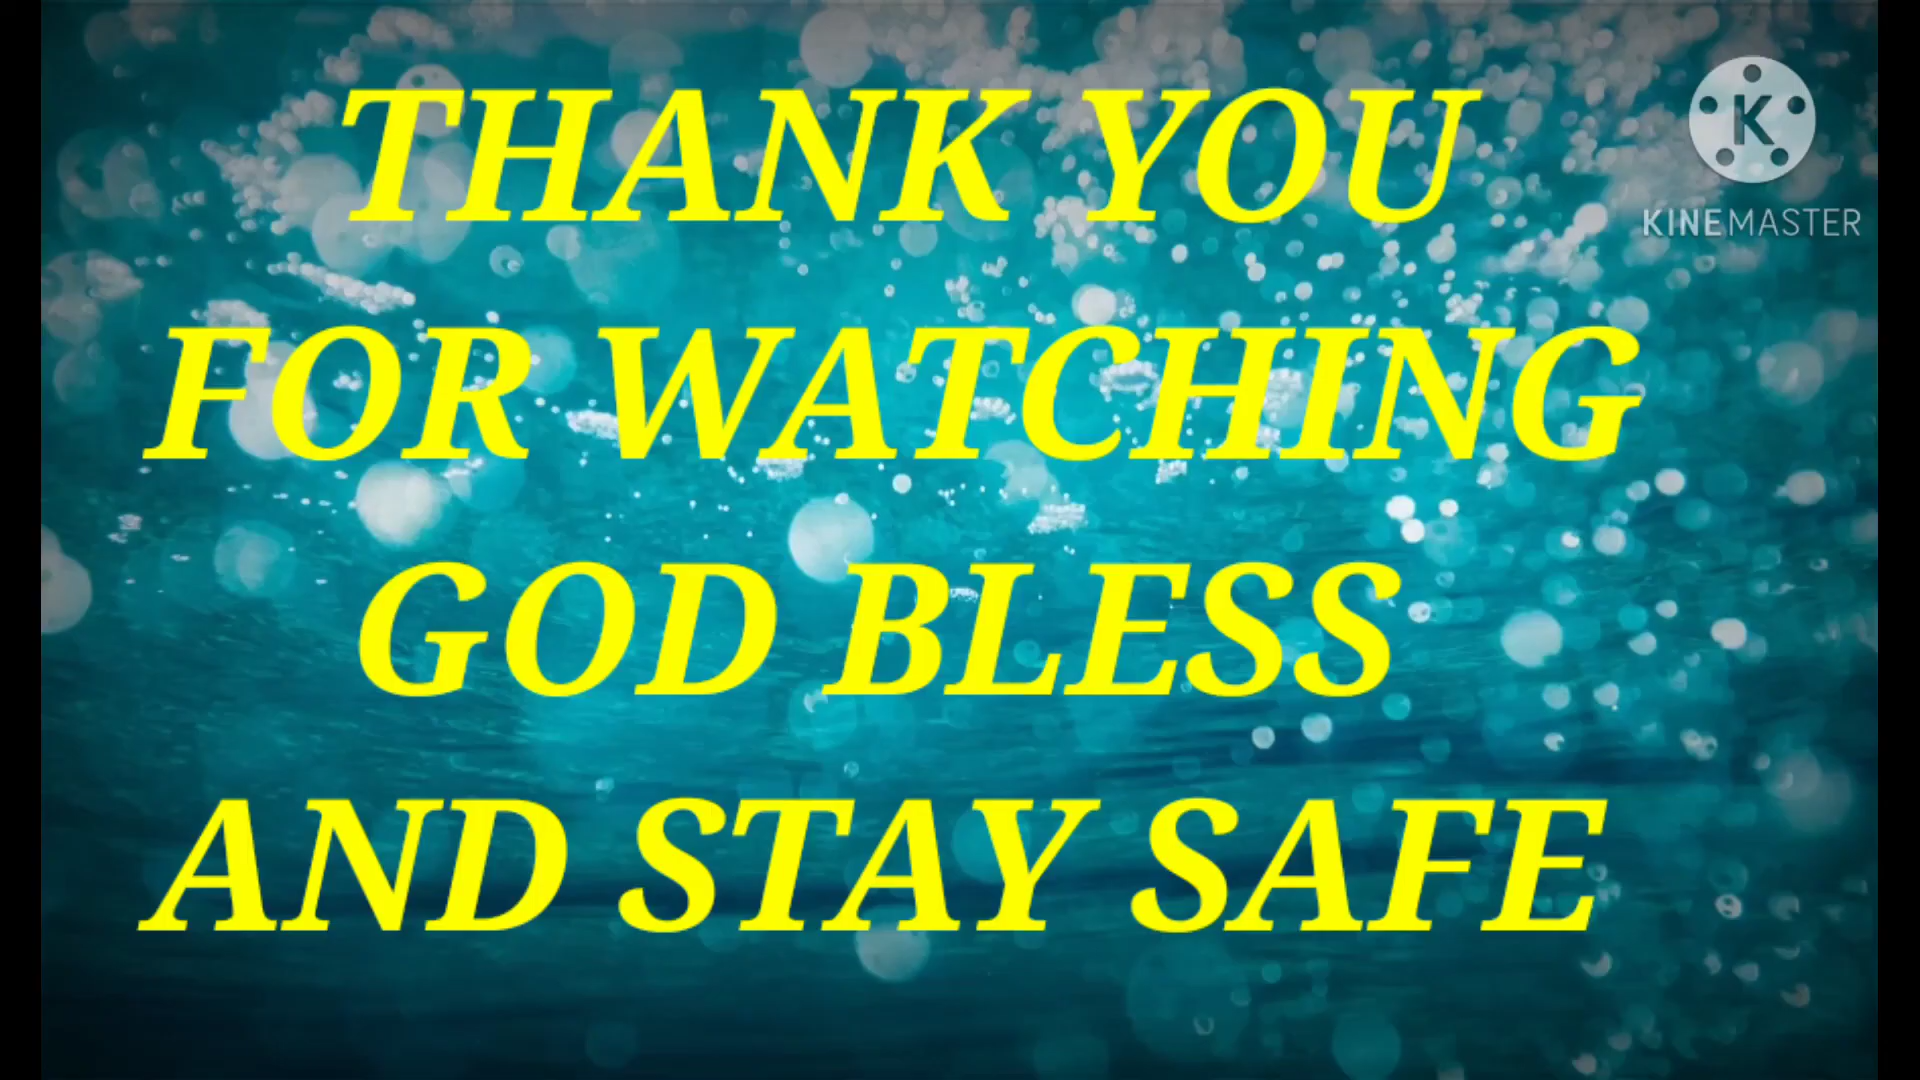 THANK YOU
FOR WATCHING
GOD BLESS
AND STAY SAFE
K
KINEMASTER